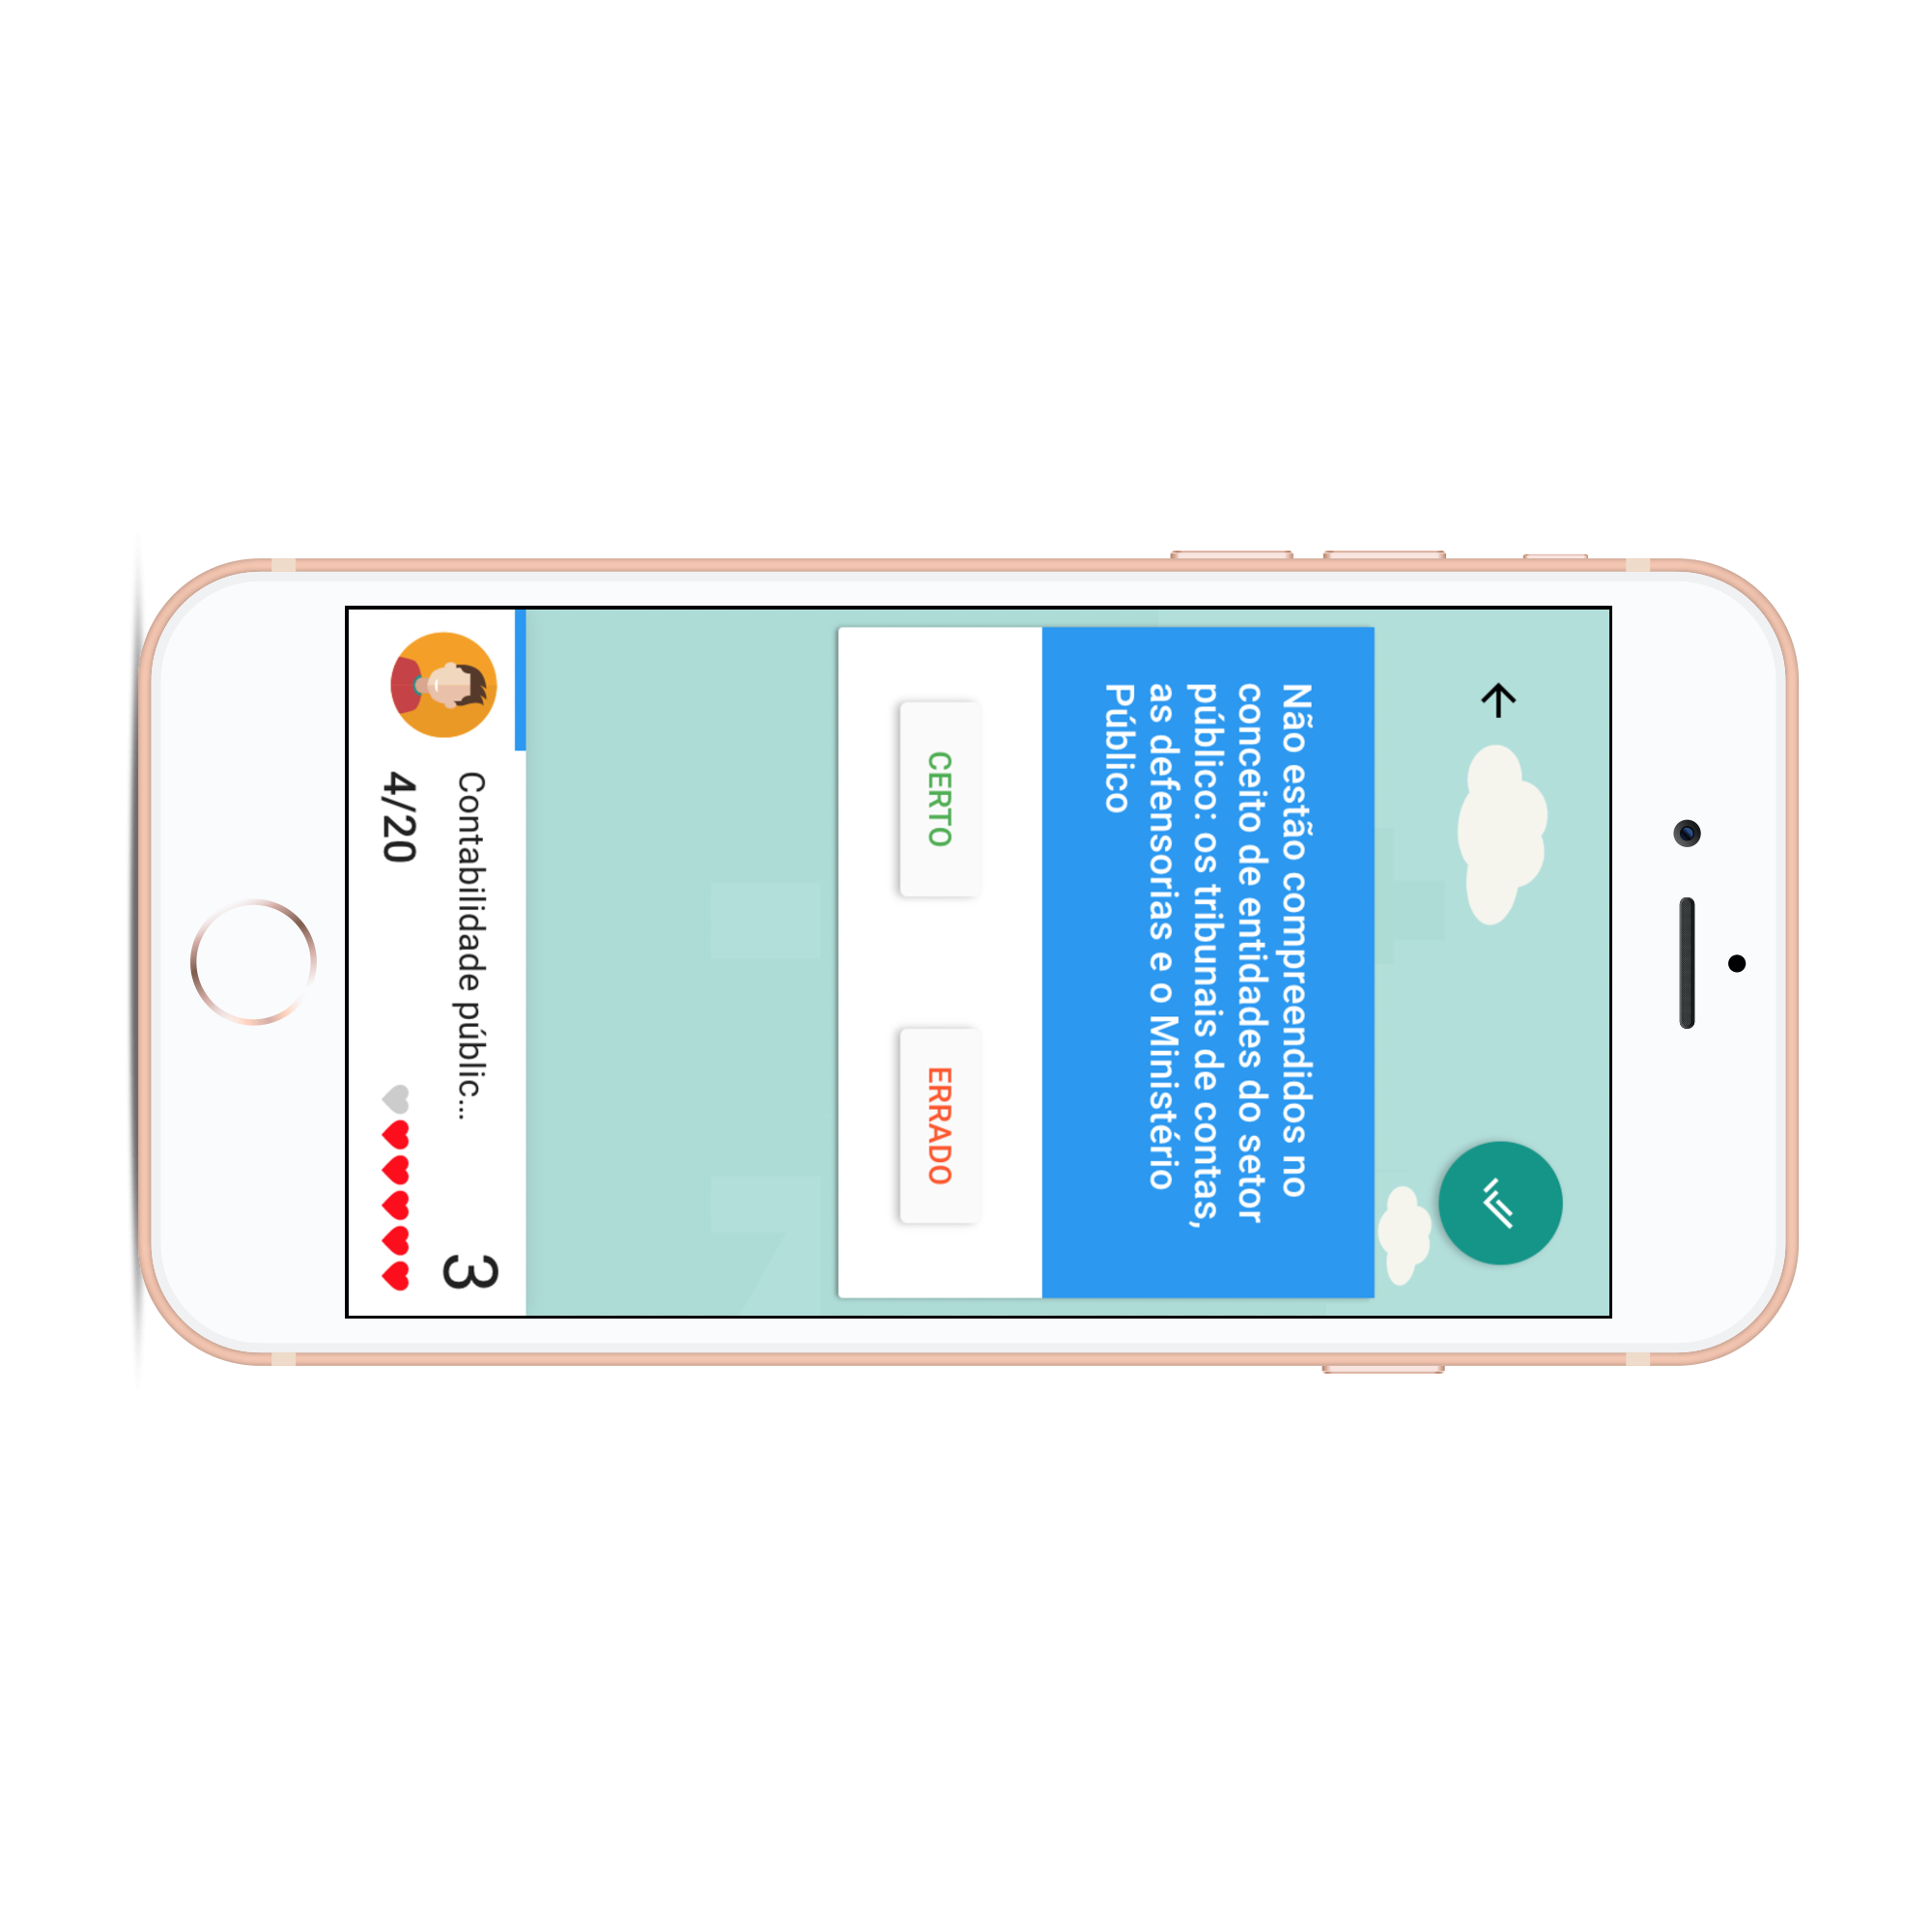 Não estão compreendidos no
conceito de entidades do setor
público: os tribunais de contas,
as defensorias e o Ministério
Público
CERTO
ERRADO
Contabilidade públic...
3
4/20